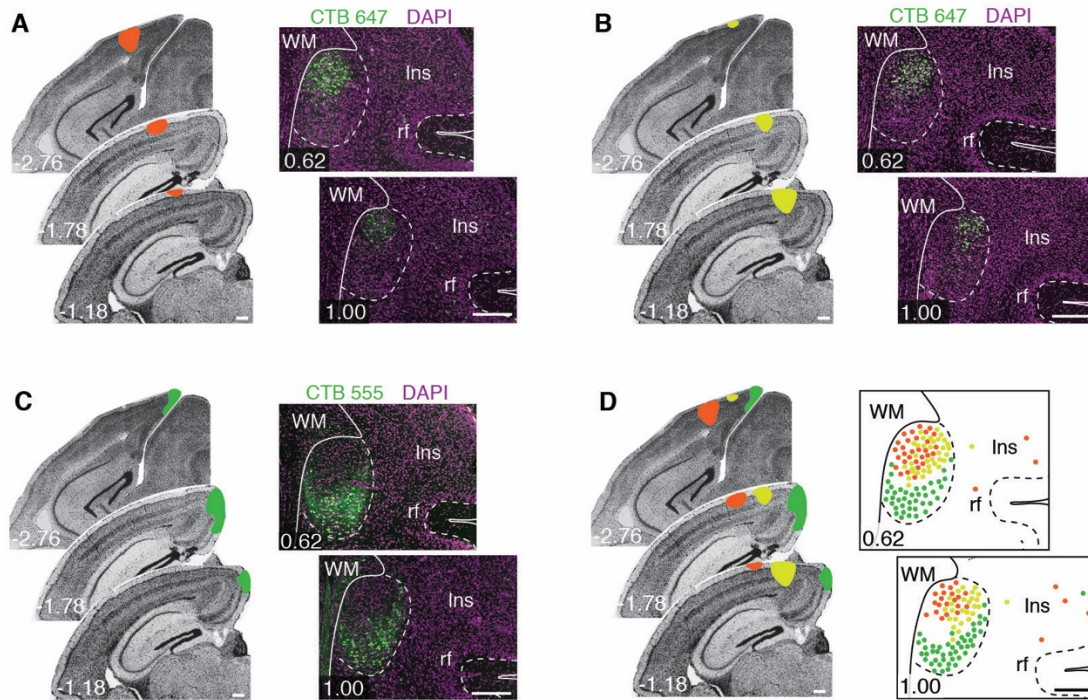 A
-2.76
-1.78
-1.18
CTB 647 DAPI
WM
Ins
rf
0.62
WM
Ins
rf
1.00
B
-2.76
-1.78
-1.18
CTB 647 DAPI
WM
Ins
rf
0.62
WM
Ins
rf
1.00
C
-2.76
-1.78
-1.18
CTB 555 DAPI
WM
Ins
rf
0.62
WM
Ins
rf
1.00
D
-2.76
-1.78
-1.18
WM
Ins
rf
0.62
WM
Ins
rf
1.00